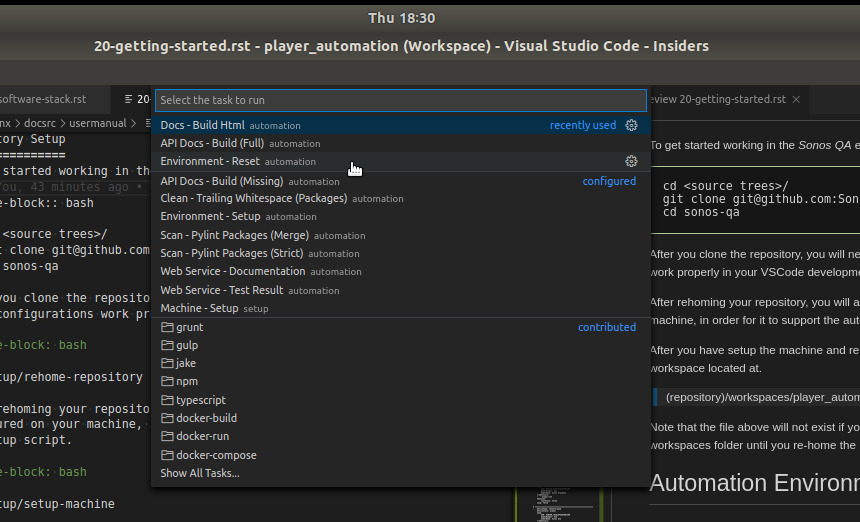 Thu 18:30
20-getting-started.rst - player_automation (Workspace) - Visual Studio Code - Insiders
software-stack.rst
20-
eview 20-getting-started.rst
nx > docsrc > usermanual >
Select the task to run
Docs - Build Html automation recently used
API Docs - Build (Full) automation
Environment - Reset automation
API Docs - Build (Missing) automation configured
Clean - Trailing Whitespace (Packages) automation
Environment - Setup automation
Scan - Pylint Packages (Merge) automation
Scan - Pylint Packages (Strict) automation
Web Service - Documentation automation
Web Service - Test Result automation
Machine - Setup setup
grunt contributed
gulp
jake
npm
typescript
docker-build
docker-run
docker-compose
Show All Tasks...
tory Setup
==========
started working in th
You, 43 minutes ago •
e-block:: bash
<source trees>/
t clone git@github.com
sonos-qa
you clone the reposito
configurations work pr
e-block: bash
tup/rehome-repository
rehoming your reposito
ured on your machine,
tup script.
e-block: bash
tup/setup-machine
To get started working in the Sonos QA e
cd <source trees>/
git clone git@github.com:Son
cd sonos-qa
After you clone the repository, you will ne
work properly in your VSCode developme
After rehoming your repository, you will a
machine, in order for it to support the aut
After you have setup the machine and re
workspace located at.
(repository)/workspaces/player_autom
Note that the file above will not exist if yo
workspaces folder until you re-home the
Automation Environ